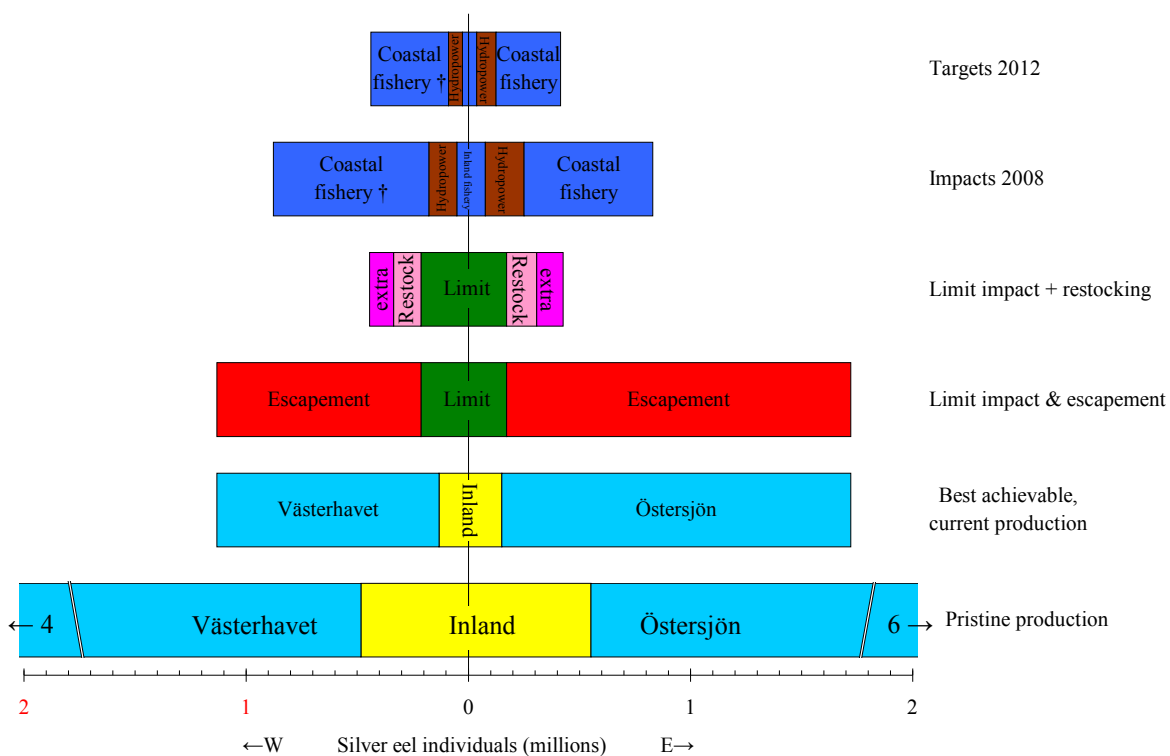 Coastal
fishery †
Hydropower
Hydropower
Coastal
fishery
Targets 2012
Coastal
fishery †
Hydropower
Inland fishery
Hydropower
Coastal
fishery
Impacts 2008
extra
Restock
Limit
Restock
extra
Limit impact + restocking
Escapement
Limit
Escapement
Limit impact & escapement
Västerhavet
Inland
Östersjön
Best achievable,
current production
← 4
Västerhavet
Inland
Östersjön
6 →
Pristine production
2 1 0 1 2
←W Silver eel individuals (millions) E→